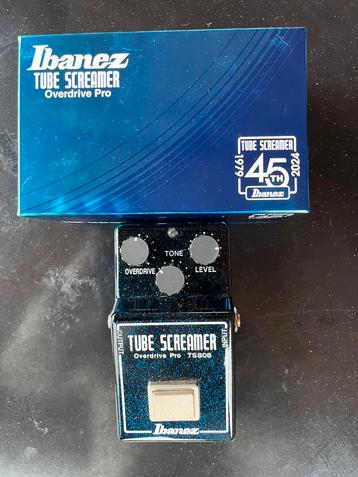 Ibanez
TUBE SCREAMER
Overdrive Pro
TUBE SCREAMER
1979
45TH
2024
Ibanez
TONE
OVERDRIVE
LEVEL
OUTPUT
INPUT
TUBE SCREAMER
Overdrive Pro TS808
Ibanez